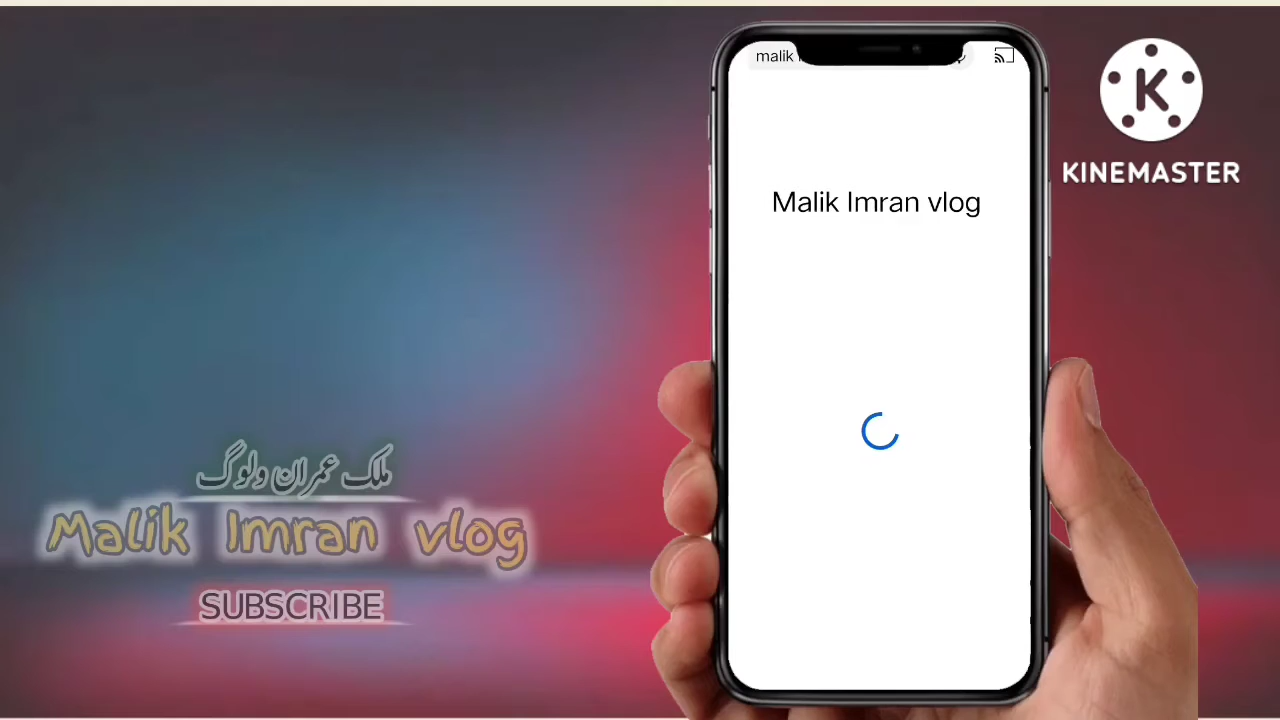 malik
KINEMASTER
Malik Imran vlog
ملک عمران ولوگ
Malik Imran vlog
SUBSCRIBE